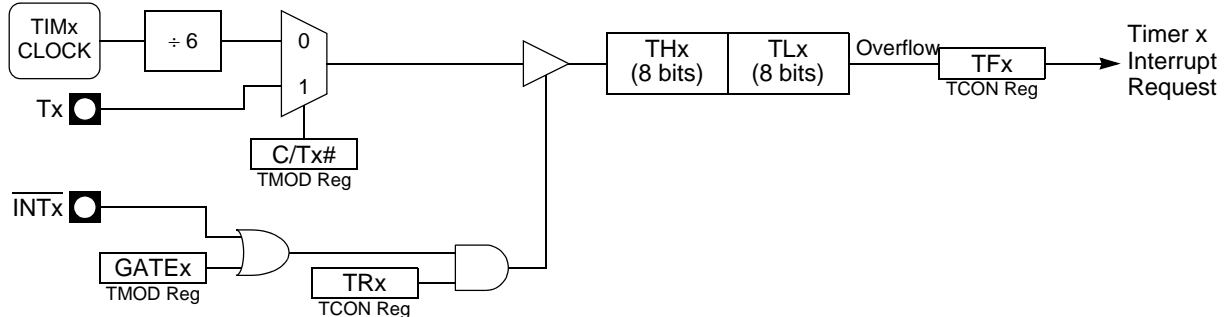 TIMx
CLOCK
÷ 6
0
1
Tx
C/Tx#
TMOD Reg
THx
(8 bits)
TLx
(8 bits)
Overflow
TFx
TCON Reg
Timer x
Interrupt
Request
INTx
GATEx
TMOD Reg
TRx
TCON Reg